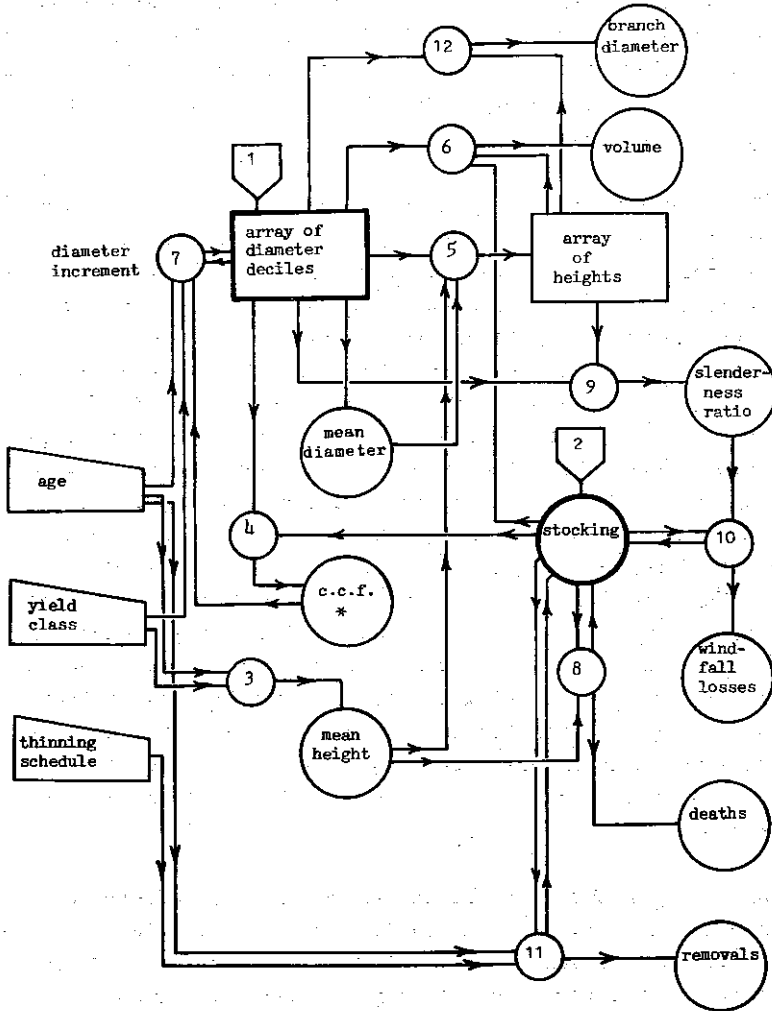 branch
diameter
12
1
6
volume
array of
diameter
deciles
diameter
increment
7
5
array
of
heights
9
slender-
ness
ratio
mean
diameter
2
age
4
stocking
10
c.c.f.
*
yield
class
3
8
wind-
fall
losses
thinning
schedule
mean
height
deaths
11
removals